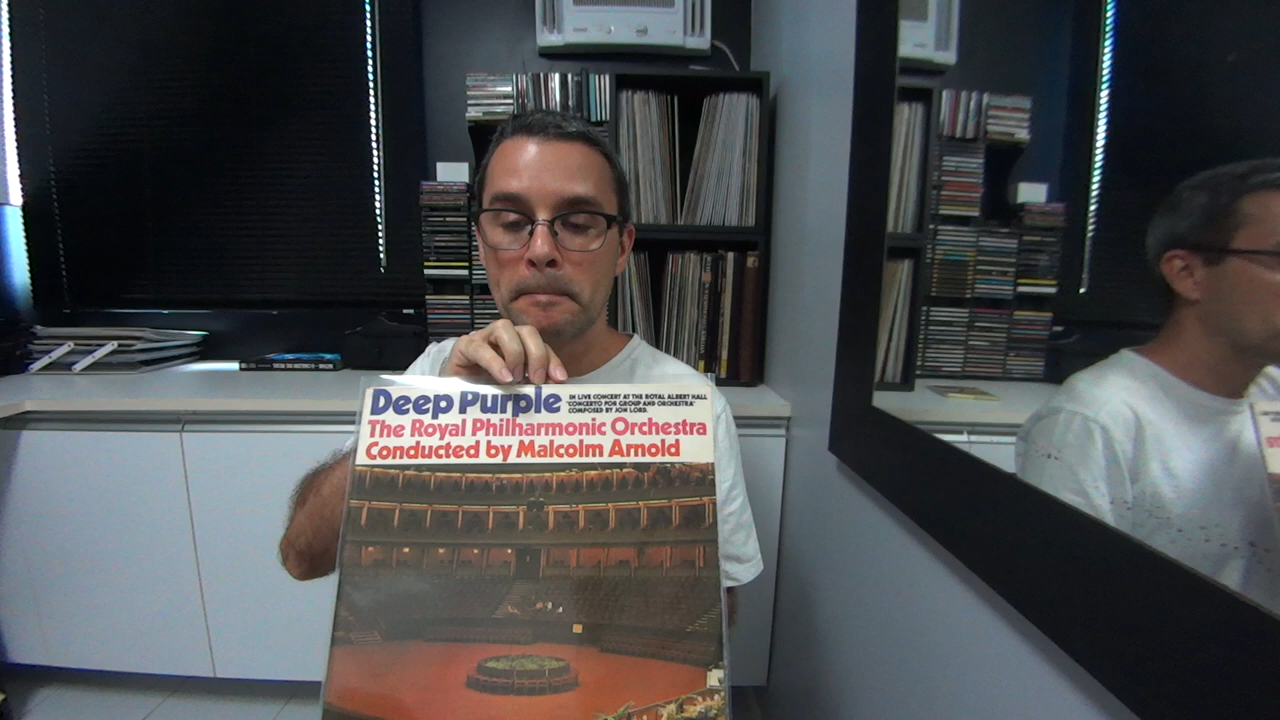 Deep Purple
IN LIVE CONCERT AT THE ROYAL ALBERT HALL
"CONCERTO FOR GROUP AND ORCHESTRA"
COMPOSED BY JON LORD.
The Royal Philharmonic Orchestra
Conducted by Malcolm Arnold